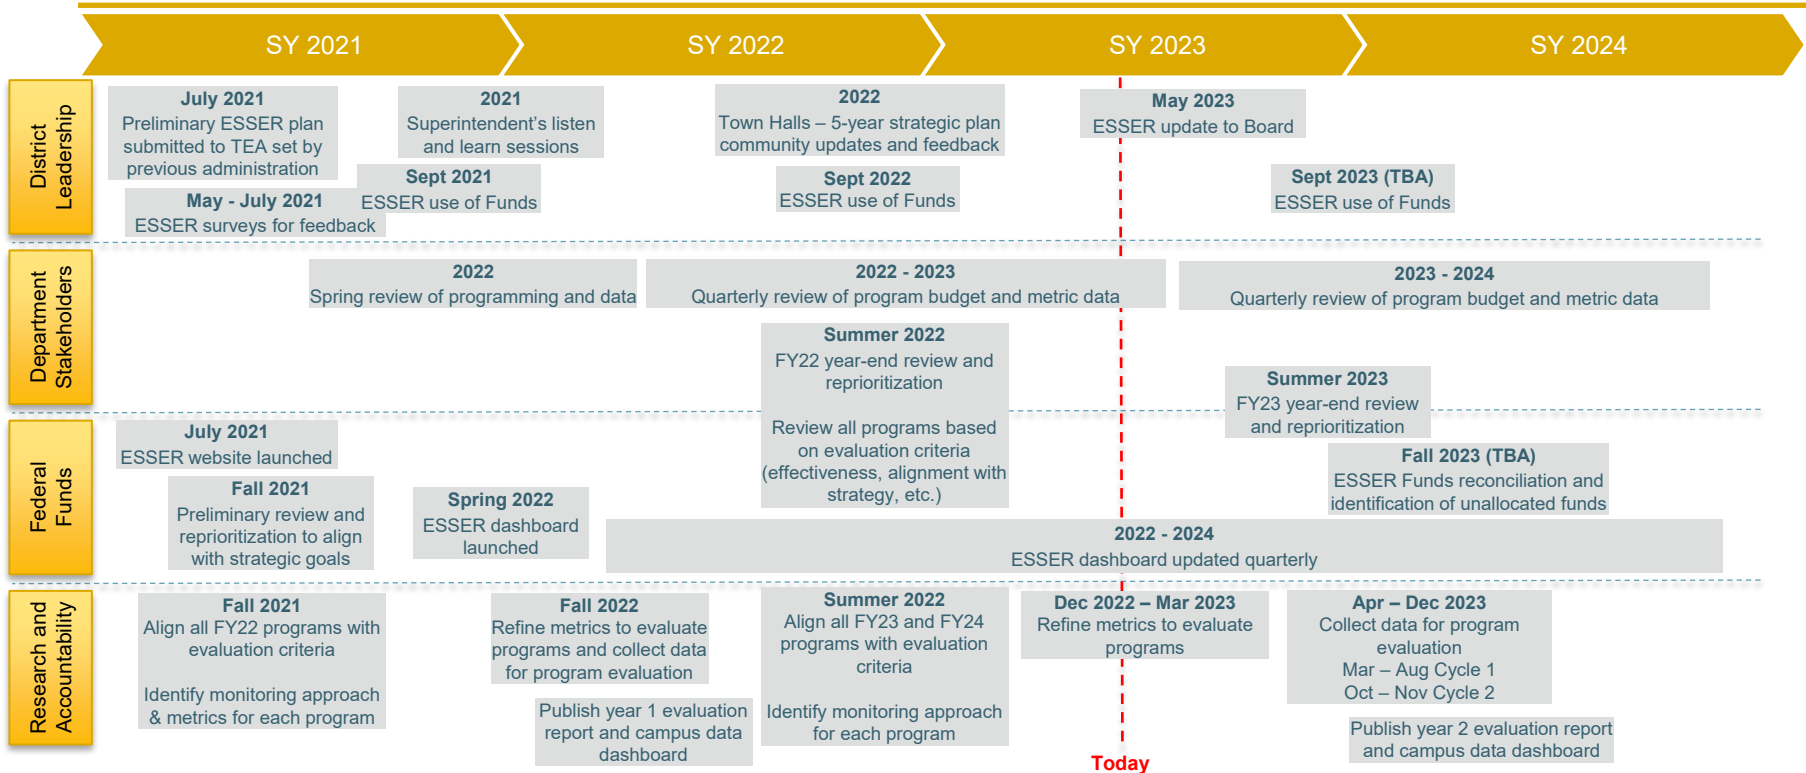 SY 2021
SY 2022
SY 2023
SY 2024
District
Leadership
July 2021
Preliminary ESSER plan
submitted to TEA set by
previous administration
May - July 2021
ESSER surveys for feedback
2021
Superintendent's listen
and learn sessions
Sept 2021
ESSER use of Funds
2022
Town Halls – 5-year strategic plan
community updates and feedback
Sept 2022
ESSER use of Funds
May 2023
ESSER update to Board
Sept 2023 (TBA)
ESSER use of Funds
Department
Stakeholders
2022
Spring review of programming and data
2022 - 2023
Quarterly review of program budget and metric data
2023 - 2024
Quarterly review of program budget and metric data
Summer 2022
FY22 year-end review and
reprioritization
Review all programs based
on evaluation criteria
(effectiveness, alignment with
strategy, etc.)
Summer 2023
FY23 year-end review
and reprioritization
Federal
Funds
July 2021
ESSER website launched
Fall 2021
Preliminary review and
reprioritization to align
with strategic goals
Spring 2022
ESSER dashboard
launched
Fall 2023 (TBA)
ESSER Funds reconciliation and
identification of unallocated funds
2022 - 2024
ESSER dashboard updated quarterly
Research and
Accountability
Fall 2021
Align all FY22 programs with
evaluation criteria
Identify monitoring approach
& metrics for each program
Fall 2022
Refine metrics to evaluate
programs and collect data
for program evaluation
Publish year 1 evaluation
report and campus data
dashboard
Summer 2022
Align all FY23 and FY24
programs with evaluation
criteria
Identify monitoring approach
for each program
Dec 2022 – Mar 2023
Refine metrics to evaluate
programs
Apr – Dec 2023
Collect data for program
evaluation
Mar – Aug Cycle 1
Oct – Nov Cycle 2
Publish year 2 evaluation report
and campus data dashboard
Today